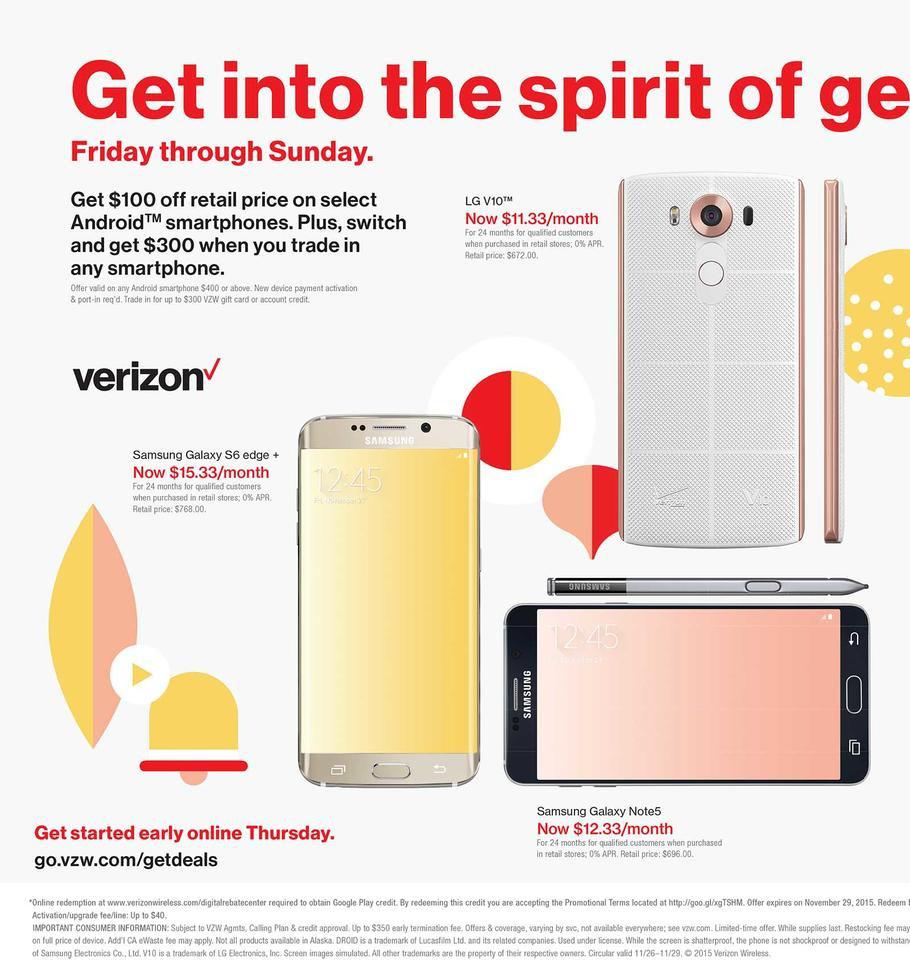 Get into the spirit of ge
Friday through Sunday.
Get $100 off retail price on select
Android™ smartphones. Plus, switch
and get $300 when you trade in
any smartphone.
Offer valid on any Android smartphone $400 or above. New device payment activation
& port-in req'd. Trade in for up to $300 VZW gift card or account credit.
LG V10™
Now $11.33/month
For 24 months for qualified customers
when purchased in retail stores; 0% APR.
Retail price: $672.00.
verizon✓
Samsung Galaxy S6 edge +
Now $15.33/month
For 24 months for qualified customers
when purchased in retail stores; 0% APR.
Retail price: $768.00.
SAMSUNG
12:45
Fri, November 27
verizon
V10
SAMSUNG
12:45
SAMSUNG
Samsung Galaxy Note5
Now $12.33/month
For 24 months for qualified customers when purchased
in retail stores; 0% APR. Retail price: $696.00.
Get started early online Thursday.
go.vzw.com/getdeals
*Online redemption at www.verizonwireless.com/digitalrebatecenter required to obtain Google Play credit. By redeeming this credit you are accepting the Promotional Terms located at http://goo.gl/xgTSHM. Offer expires on November 29, 2015. Redeem
Activation/upgrade fee/line: Up to $40.
IMPORTANT CONSUMER INFORMATION: Subject to VZW Agmts, Calling Plan & credit approval. Up to $350 early termination fee. Offers & coverage, varying by svc, not available everywhere; see vzw.com. Limited-time offer. While supplies last. Restocking fee may
on full price of device. Add'l CA eWaste fee may apply. Not all products available in Alaska. DROID is a trademark of Lucasfilm Ltd. and its related companies. Used under license. While the screen is shatterproof, the phone is not shockproof or designed to withstan
of Samsung Electronics Co., Ltd. V10 is a trademark of LG Electronics, Inc. Screen images simulated. All other trademarks are the property of their respective owners. Circular valid 11/26–11/29. © 2015 Verizon Wireless.